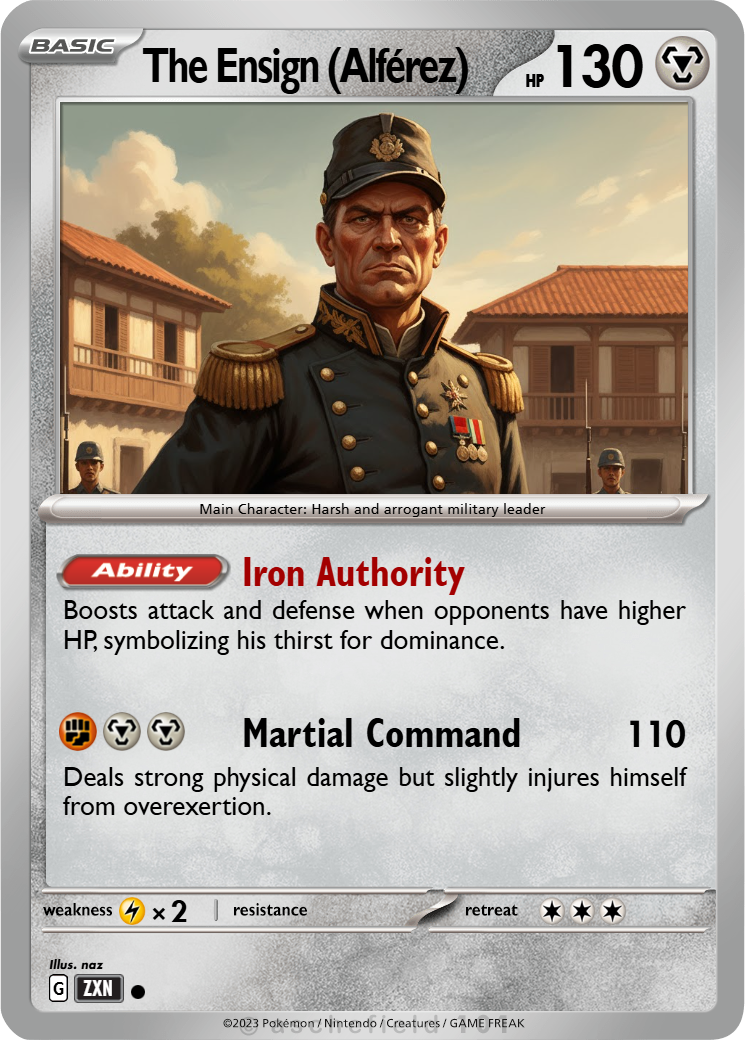 BASIC
The Ensign (Alférez)
HP 130
Main Character: Harsh and arrogant military leader
Ability Iron Authority
Boosts attack and defense when opponents have higher
HP, symbolizing his thirst for dominance.
Martial Command 110
Deals strong physical damage but slightly injures himself
from overexertion.
weakness × 2 resistance retreat
Illus. naz
G ZXN
©2023 Pokémon / Nintendo / Creatures / GAME FREAK